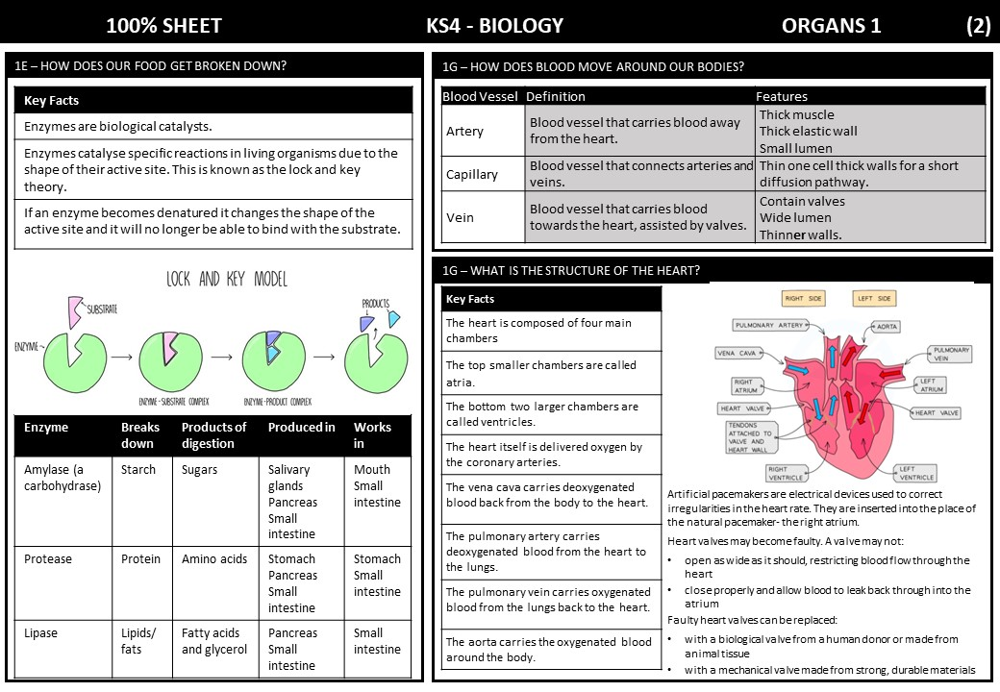 100% SHEET KS4 - BIOLOGY ORGANS 1 (2)
1E – HOW DOES OUR FOOD GET BROKEN DOWN?
Key Facts
Enzymes are biological catalysts.
Enzymes catalyse specific reactions in living organisms due to the
shape of their active site. This is known as the lock and key
theory.
If an enzyme becomes denatured it changes the shape of the
active site and it will no longer be able to bind with the substrate.
LOCK AND KEY MODEL
SUBSTRATE
PRODUCTS
ENZYME
ENZYME-SUBSTRATE COMPLEX
ENZYME-PRODUCT COMPLEX
Enzyme Breaks down Products of digestion Produced in Works in
Amylase (a carbohydrase) Starch Sugars Salivary glands Pancreas Small intestine Mouth Small intestine
Protease Protein Amino acids Stomach Pancreas Small intestine Stomach Small intestine
Lipase Lipids/ fats Fatty acids and glycerol Pancreas Small intestine Small intestine
1G – HOW DOES BLOOD MOVE AROUND OUR BODIES?
Blood Vessel Definition Features
Artery Blood vessel that carries blood away from the heart. Thick muscle Thick elastic wall Small lumen
Capillary Blood vessel that connects arteries and veins. Thin one cell thick walls for a short diffusion pathway.
Vein Blood vessel that carries blood towards the heart, assisted by valves. Contain valves Wide lumen Thinner walls.
1G – WHAT IS THE STRUCTURE OF THE HEART?
Key Facts
The heart is composed of four main
chambers
The top smaller chambers are called
atria.
The bottom two larger chambers are
called ventricles.
The heart itself is delivered oxygen by
the coronary arteries.
The vena cava carries deoxygenated
blood back from the body to the heart.
The pulmonary artery carries
deoxygenated blood from the heart to
the lungs.
The pulmonary vein carries oxygenated
blood from the lungs back to the heart.
The aorta carries the oxygenated blood
around the body.
RIGHT SIDE
LEFT SIDE
PULMONARY ARTERY
AORTA
VENA CAVA
PULMONARY
VEIN
RIGHT
ATRIUM
LEFT
ATRIUM
HEART VALVE
HEART VALVE
TENDONS
ATTACHED TO
VALVE AND
HEART WALL
RIGHT
VENTRICLE
LEFT
VENTRICLE
Artificial pacemakers are electrical devices used to correct
irregularities in the heart rate. They are inserted into the place of
the natural pacemaker- the right atrium.
Heart valves may become faulty. A valve may not:
• open as wide as it should, restricting blood flow through the
heart
• close properly and allow blood to leak back through into the
atrium
Faulty heart valves can be replaced:
• with a biological valve from a human donor or made from
animal tissue
• with a mechanical valve made from strong, durable materials